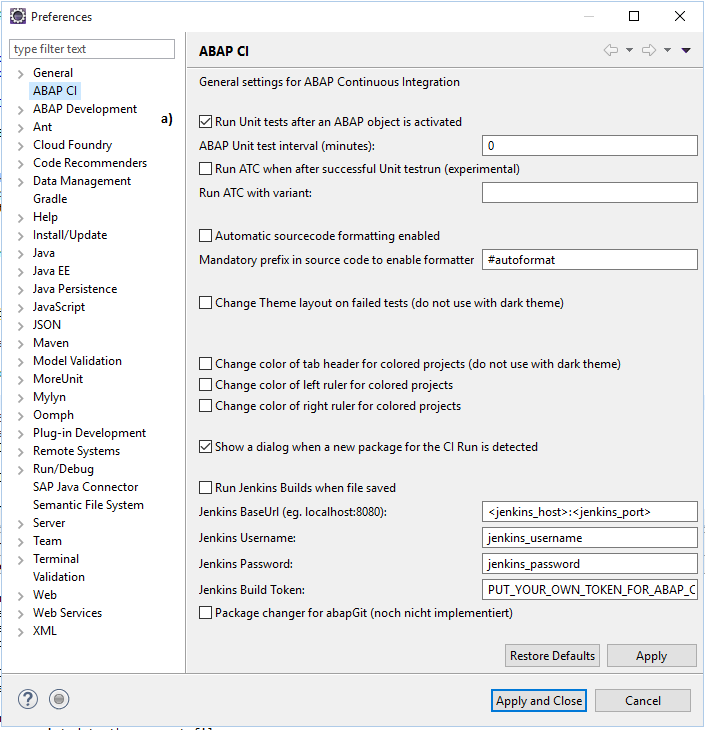 Preferences
type filter text
General
ABAP CI
ABAP Development
Ant
Cloud Foundry
Code Recommenders
Data Management
Gradle
Help
Install/Update
Java
Java EE
Java Persistence
JavaScript
JSON
Maven
Model Validation
MoreUnit
Mylyn
Oomph
Plug-in Development
Remote Systems
Run/Debug
SAP Java Connector
Semantic File System
Server
Team
Terminal
Validation
Web
Web Services
XML
a)
ABAP CI
General settings for ABAP Continuous Integration
Run Unit tests after an ABAP object is activated
ABAP Unit test interval (minutes): 0
Run ATC when after successful Unit testrun (experimental)
Run ATC with variant:
Automatic sourcecode formatting enabled
Mandatory prefix in source code to enable formatter #autoformat
Change Theme layout on failed tests (do not use with dark theme)
Change color of tab header for colored projects (do not use with dark theme)
Change color of left ruler for colored projects
Change color of right ruler for colored projects
Show a dialog when a new package for the CI Run is detected
Run Jenkins Builds when file saved
Jenkins BaseUrl (eg. localhost:8080): <jenkins_host>:<jenkins_port>
Jenkins Username: jenkins_username
Jenkins Password: jenkins_password
Jenkins Build Token: PUT_YOUR_OWN_TOKEN_FOR_ABAP_C
Package changer for abapGit (noch nicht implementiert)
Restore Defaults Apply
? Apply and Close Cancel